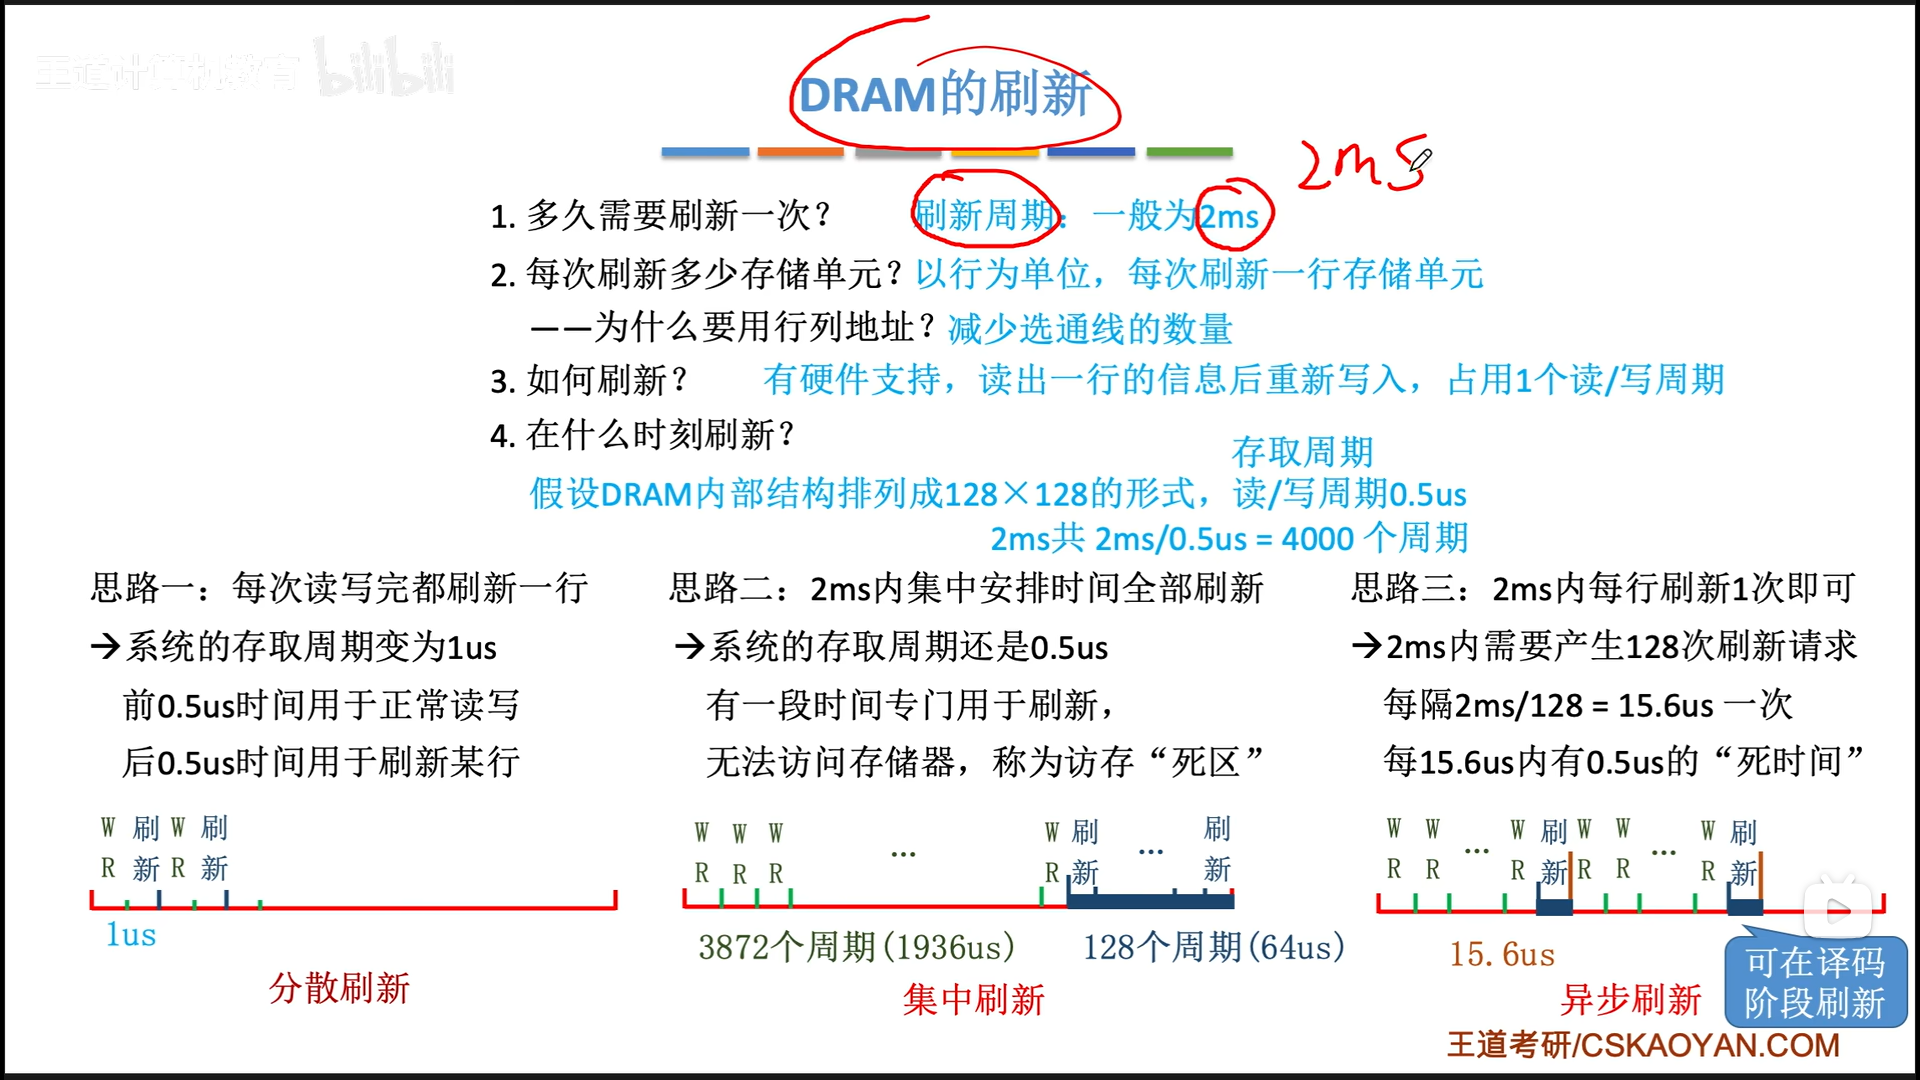 王道计算机教育 bilibili
DRAM的刷新
2ms
1. 多久需要刷新一次? 刷新周期: 一般为2ms
2. 每次刷新多少存储单元? 以行为单位，每次刷新一行存储单元
——为什么要用行列地址? 减少选通线的数量
3. 如何刷新? 有硬件支持，读出一行的信息后重新写入，占用1个读/写周期
4. 在什么时刻刷新?
存取周期
假设DRAM内部结构排列成128×128的形式，读/写周期0.5us
2ms共 2ms/0.5us = 4000 个周期
思路一：每次读写完都刷新一行
→系统的存取周期变为1us
前0.5us时间用于正常读写
后0.5us时间用于刷新某行
W 刷 W 刷
R 新 R 新
1us
分散刷新
思路二：2ms内集中安排时间全部刷新
→系统的存取周期还是0.5us
有一段时间专门用于刷新，
无法访问存储器，称为访存“死区”
W W W W 刷 刷
... ...
R R R R 新 新
3872个周期(1936us) 128个周期(64us)
集中刷新
思路三：2ms内每行刷新1次即可
→2ms内需要产生128次刷新请求
每隔2ms/128 = 15.6us 一次
每15.6us内有0.5us的“死时间”
W W ... W 刷 W W ... W 刷
R R R 新 R R R 新
15.6us
可在译码
阶段刷新
异步刷新
王道考研/CSKAOYAN.COM